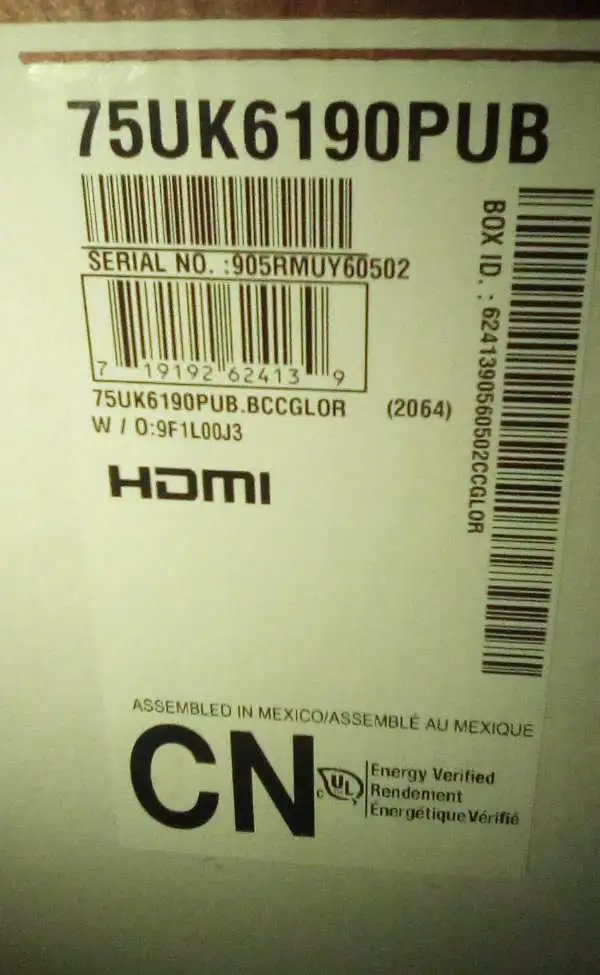 75UK6190PUB
SERIAL NO. :905RMUY60502
7 19192 62413 9
75UK6190PUB.BCCGLOR (2064)
W / O:9F1L00J3
HDMI
BOX ID. : 6241390560502CCGLOR
ASSEMBLED IN MEXICO/ASSEMBLÉ AU MEXIQUE
CN
c UL
Energy Verified
Rendement
Énergétique Vérifié